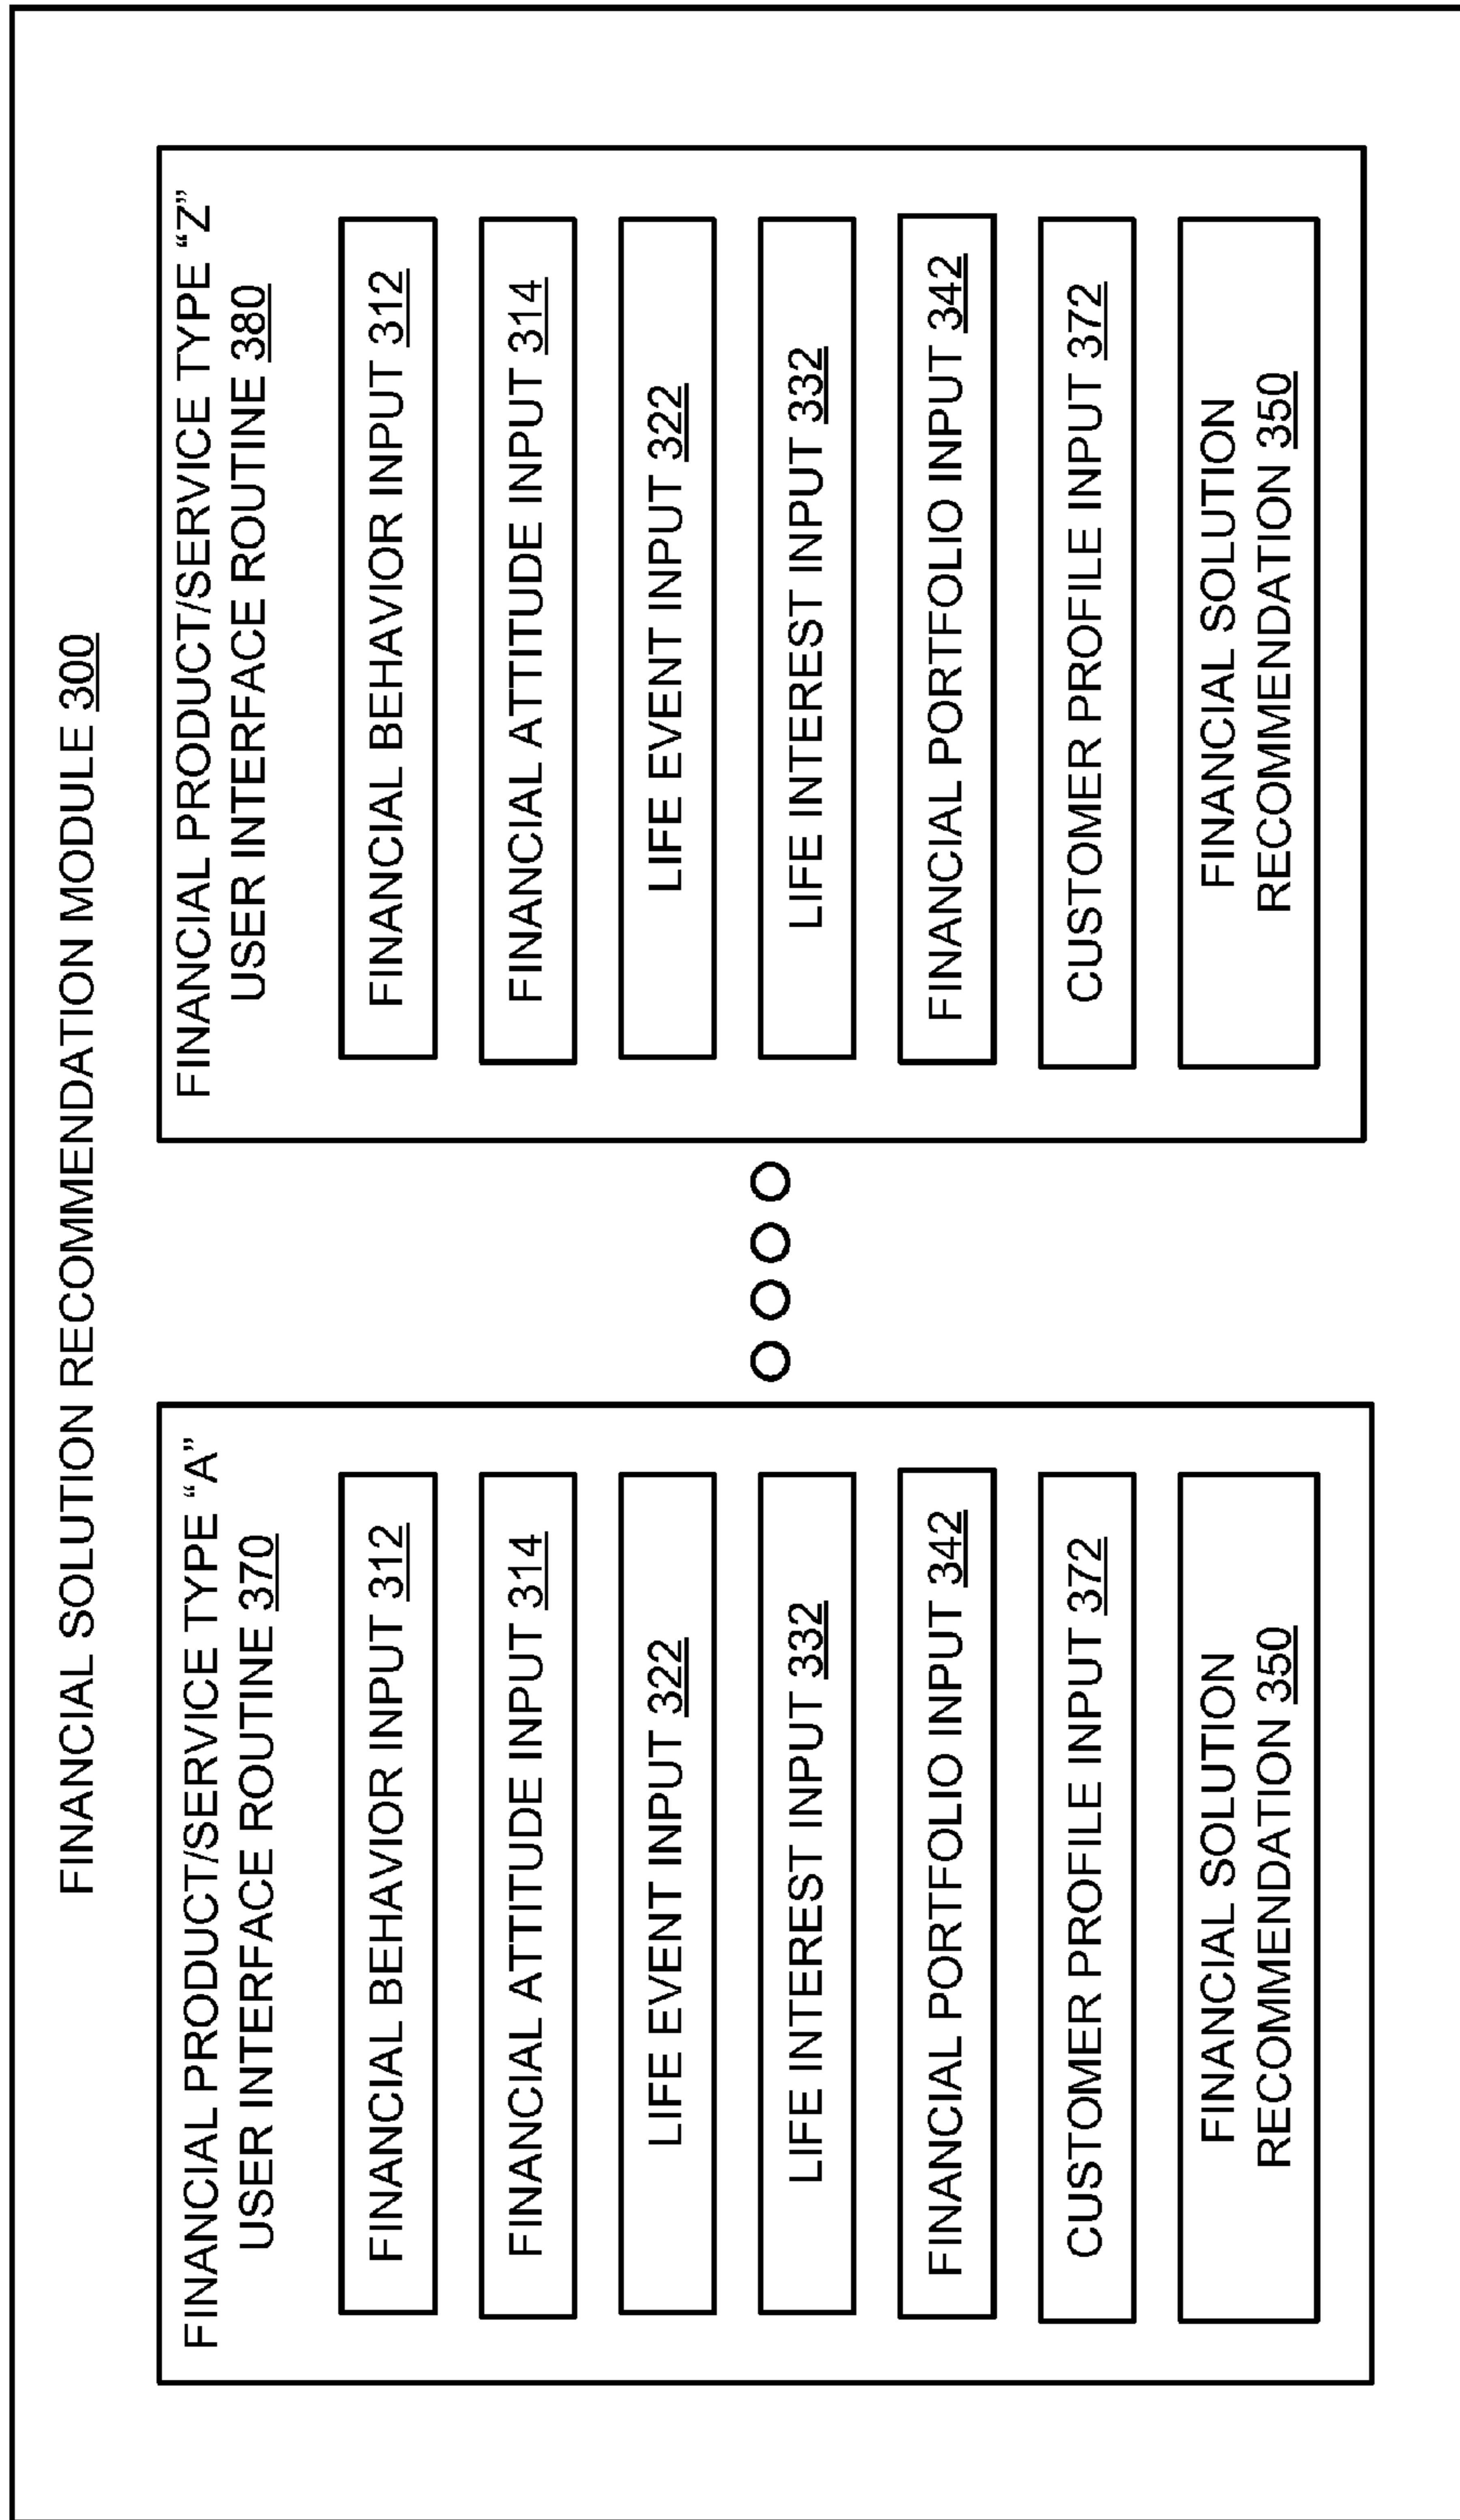 FINANCIAL SOLUTION RECOMMENDATION MODULE 300
FINANCIAL PRODUCT/SERVICE TYPE “A”
USER INTERFACE ROUTINE 370
FINANCIAL BEHAVIOR INPUT 312
FINANCIAL ATTITUDE INPUT 314
LIFE EVENT INPUT 322
LIFE INTEREST INPUT 332
FINANCIAL PORTFOLIO INPUT 342
CUSTOMER PROFILE INPUT 372
FINANCIAL SOLUTION
RECOMMENDATION 350
FINANCIAL PRODUCT/SERVICE TYPE “Z”
USER INTERFACE ROUTINE 380
FINANCIAL BEHAVIOR INPUT 312
FINANCIAL ATTITUDE INPUT 314
LIFE EVENT INPUT 322
LIFE INTEREST INPUT 332
FINANCIAL PORTFOLIO INPUT 342
CUSTOMER PROFILE INPUT 372
FINANCIAL SOLUTION
RECOMMENDATION 350